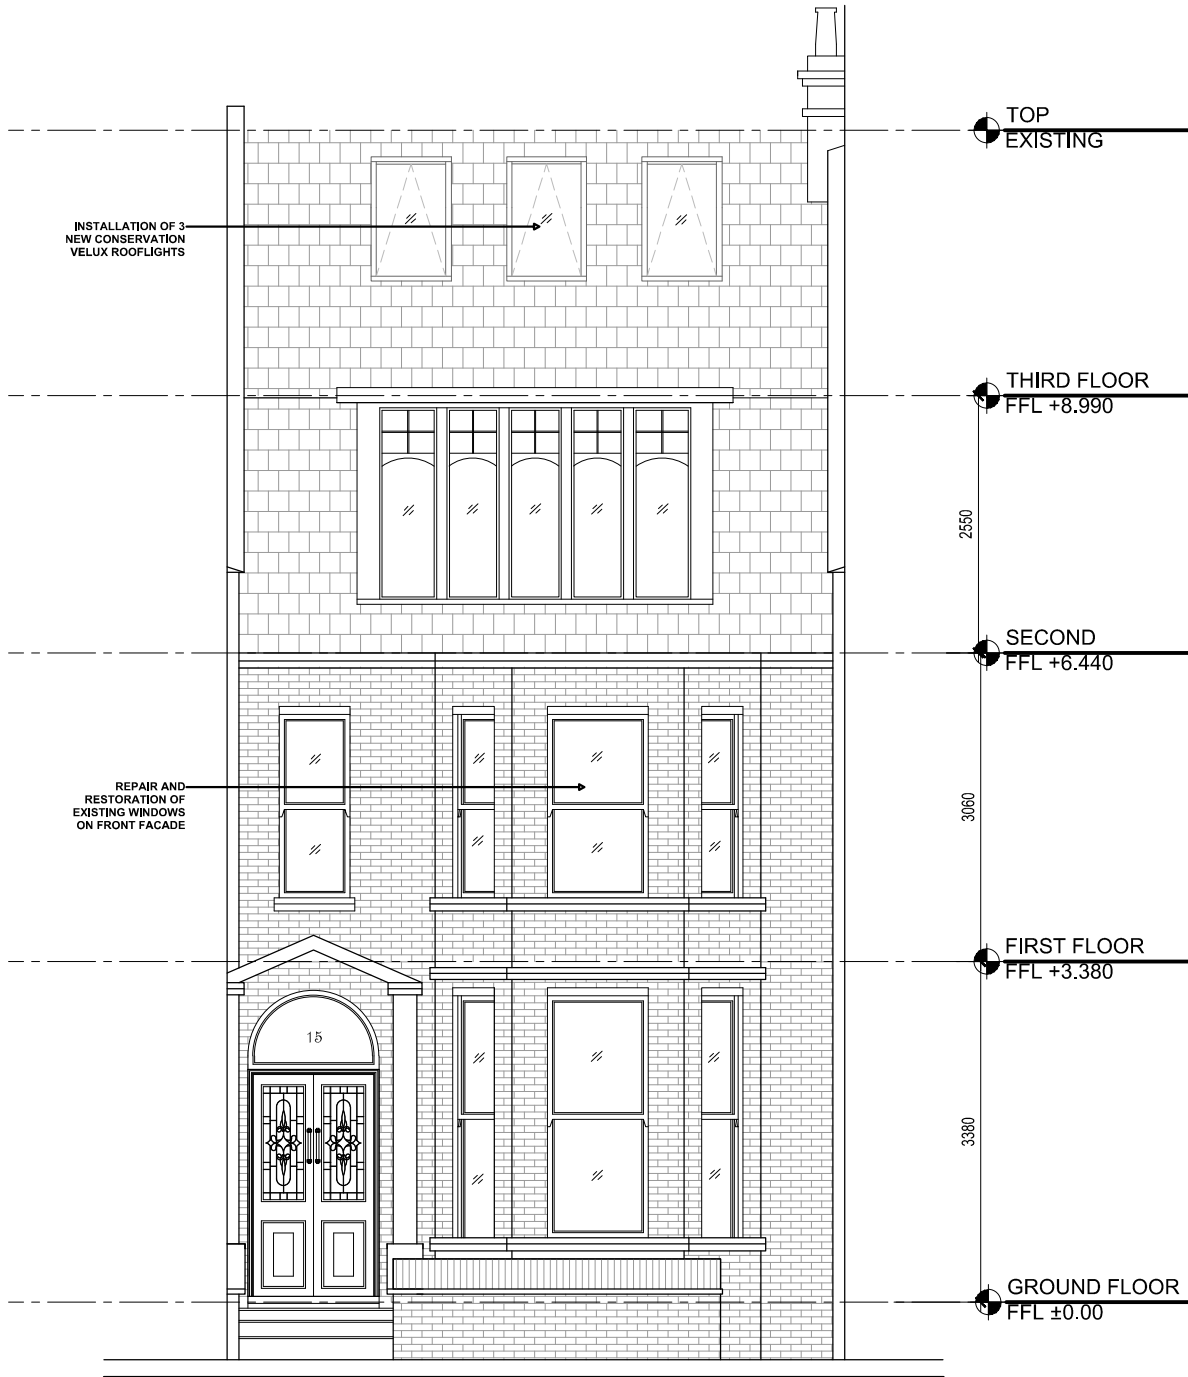 TOP
EXISTING
INSTALLATION OF 3
NEW CONSERVATION
VELUX ROOFLIGHTS
THIRD FLOOR
FFL +8.990
2550
SECOND
FFL +6.440
REPAIR AND
RESTORATION OF
EXISTING WINDOWS
ON FRONT FACADE
3060
FIRST FLOOR
FFL +3.380
15
3380
GROUND FLOOR
FFL ±0.00